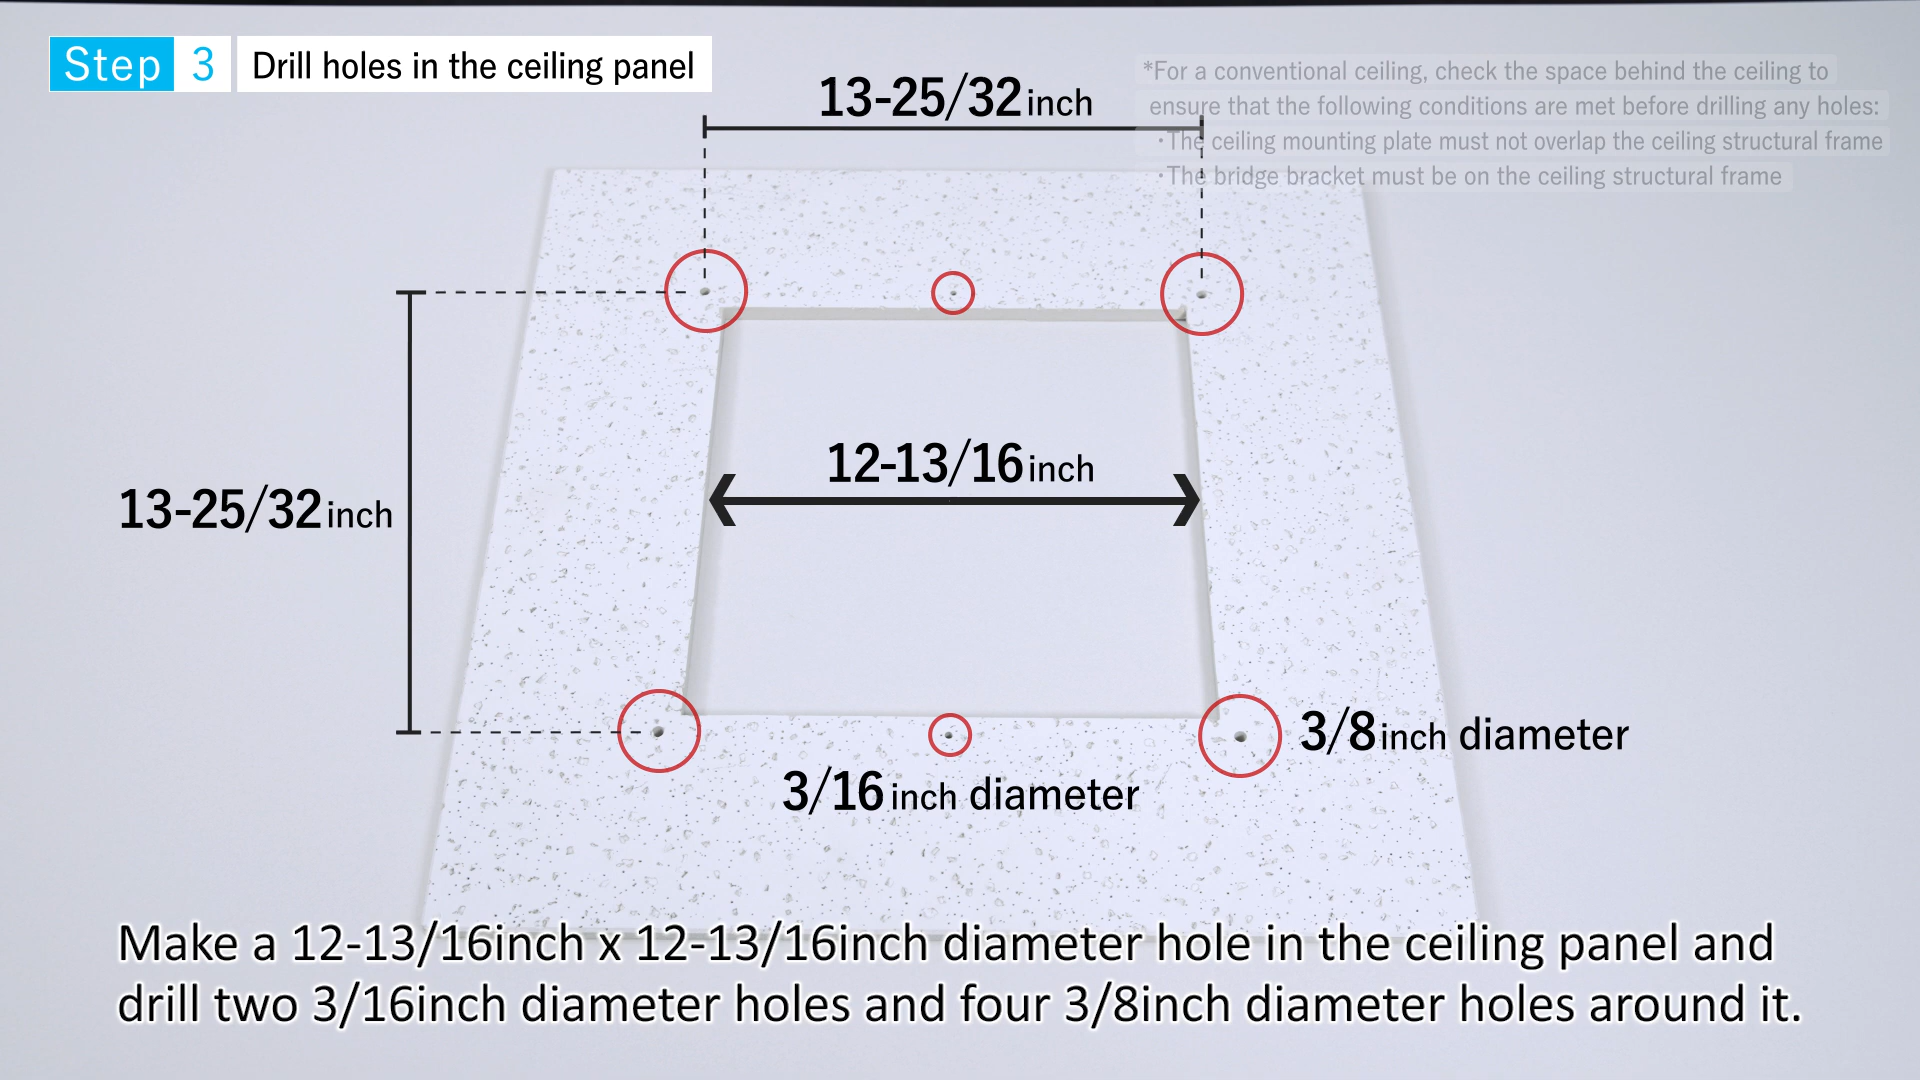 Step 3 Drill holes in the ceiling panel
*For a conventional ceiling, check the space behind the ceiling to
ensure that the following conditions are met before drilling any holes:
・The ceiling mounting plate must not overlap the ceiling structural frame
・The bridge bracket must be on the ceiling structural frame
13-25/32inch
12-13/16inch
13-25/32inch
3/8inch diameter
3/16inch diameter
Make a 12-13/16inch x 12-13/16inch diameter hole in the ceiling panel and
drill two 3/16inch diameter holes and four 3/8inch diameter holes around it.